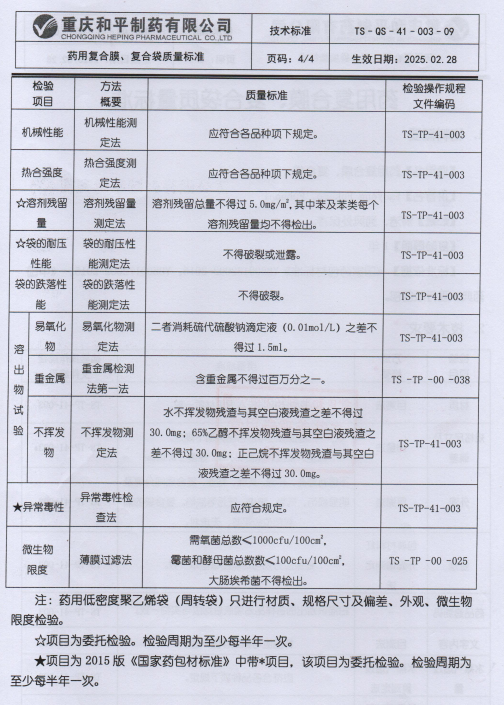 重庆和平制药有限公司
CHONGQING HEPING PHARMACEUTICAL CO.,LTD
技术标准
TS-QS-41-003-09
药用复合膜、复合袋质量标准
页码：4/4
生效日期：2025.02.28
检验
项目
方法
概要
质量标准
检验操作规程
文件编码
机械性能
机械性能测
定法
应符合各品种项下规定。
TS-TP-41-003
热合强度
热合强度测
定法
应符合各品种项下规定。
TS-TP-41-003
☆溶剂残留
量
溶剂残留量
测定法
溶剂残留总量不得过5.0mg/㎡,其中苯及苯类每个
溶剂残留量均不得检出。
TS-TP-41-003
☆袋的耐压
性能
袋的耐压性
能测定法
不得破裂或泄露。
TS-TP-41-003
袋的跌落性
能
袋的跌落性
能测定法
不得破裂。
TS-TP-41-003
溶
出
物
试
验
易氧化
物
易氧化物测
定法
二者消耗硫代硫酸钠滴定液（0.01mol/L）之差不
得过1.5ml。
TS-TP-41-003
重金属
重金属检测
法第一法
含重金属不得过百万分之一。
TS -TP -00 -038
不挥发
物
不挥发物测
定法
水不挥发物残渣与其空白液残渣之差不得过
30.0mg；65%乙醇不挥发物残渣与其空白液残渣之
差不得过30.0mg；正己烷不挥发物残渣与其空白
液残渣之差不得过30.0mg。
TS-TP-41-003
★异常毒性
异常毒性检
查法
应符合规定。
TS-TP-41-003
微生物
限度
薄膜过滤法
需氧菌总数≤1000cfu/100c㎡,
霉菌和酵母菌总数数≤100cfu/100c㎡,
大肠埃希菌不得检出。
TS -TP -00 -025
注：药用低密度聚乙烯袋（周转袋）只进行材质、规格尺寸及偏差、外观、微生物
限度检验。
☆项目为委托检验。检验周期为至少每半年一次。
★项目为2015版《国家药包材标准》中带*项目，该项目为委托检验。检验周期为
至少每半年一次。